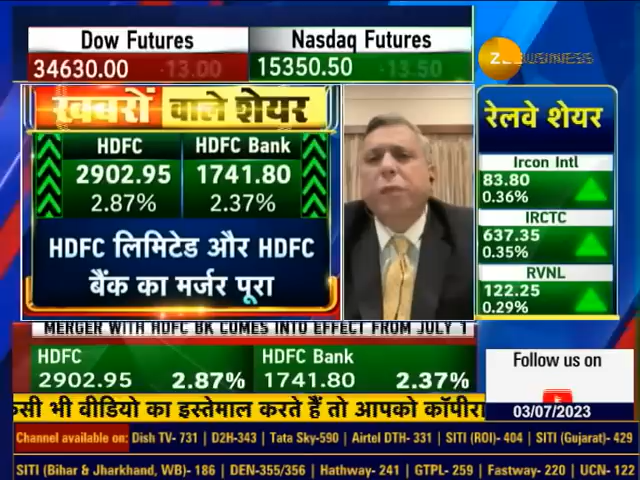 Dow Futures
34630.00 -13.00
Nasdaq Futures
15350.50 -13.50
ZEE BUSINESS
खबरों वाले शेयर
HDFC
2902.95
2.87%
HDFC Bank
1741.80
2.37%
HDFC लिमिटेड और HDFC
बैंक का मर्जर पूरा
रेलवे शेयर
Ircon Intl
83.80
0.36%
IRCTC
637.35
0.35%
RVNL
122.25
0.29%
MERGER WITH HDFC BK COMES INTO EFFECT FROM JULY 1
HDFC
2902.95 2.87%
HDFC Bank
1741.80 2.37%
Follow us on
03/07/2023
भी वीडियो का इस्तेमाल करते हैं तो आपको
Channel available on: Dish TV- 731 | D2H-343 | Tata Sky-590 | Airtel DTH- 331 | SITI (ROI)- 404 | SITI (Gujarat)- 429
SITI (Bihar & Jharkhand, WB)- 186 | DEN-355/356 | Hathway- 241 | GTPL- 259 | Fastway- 220 | UCN- 122